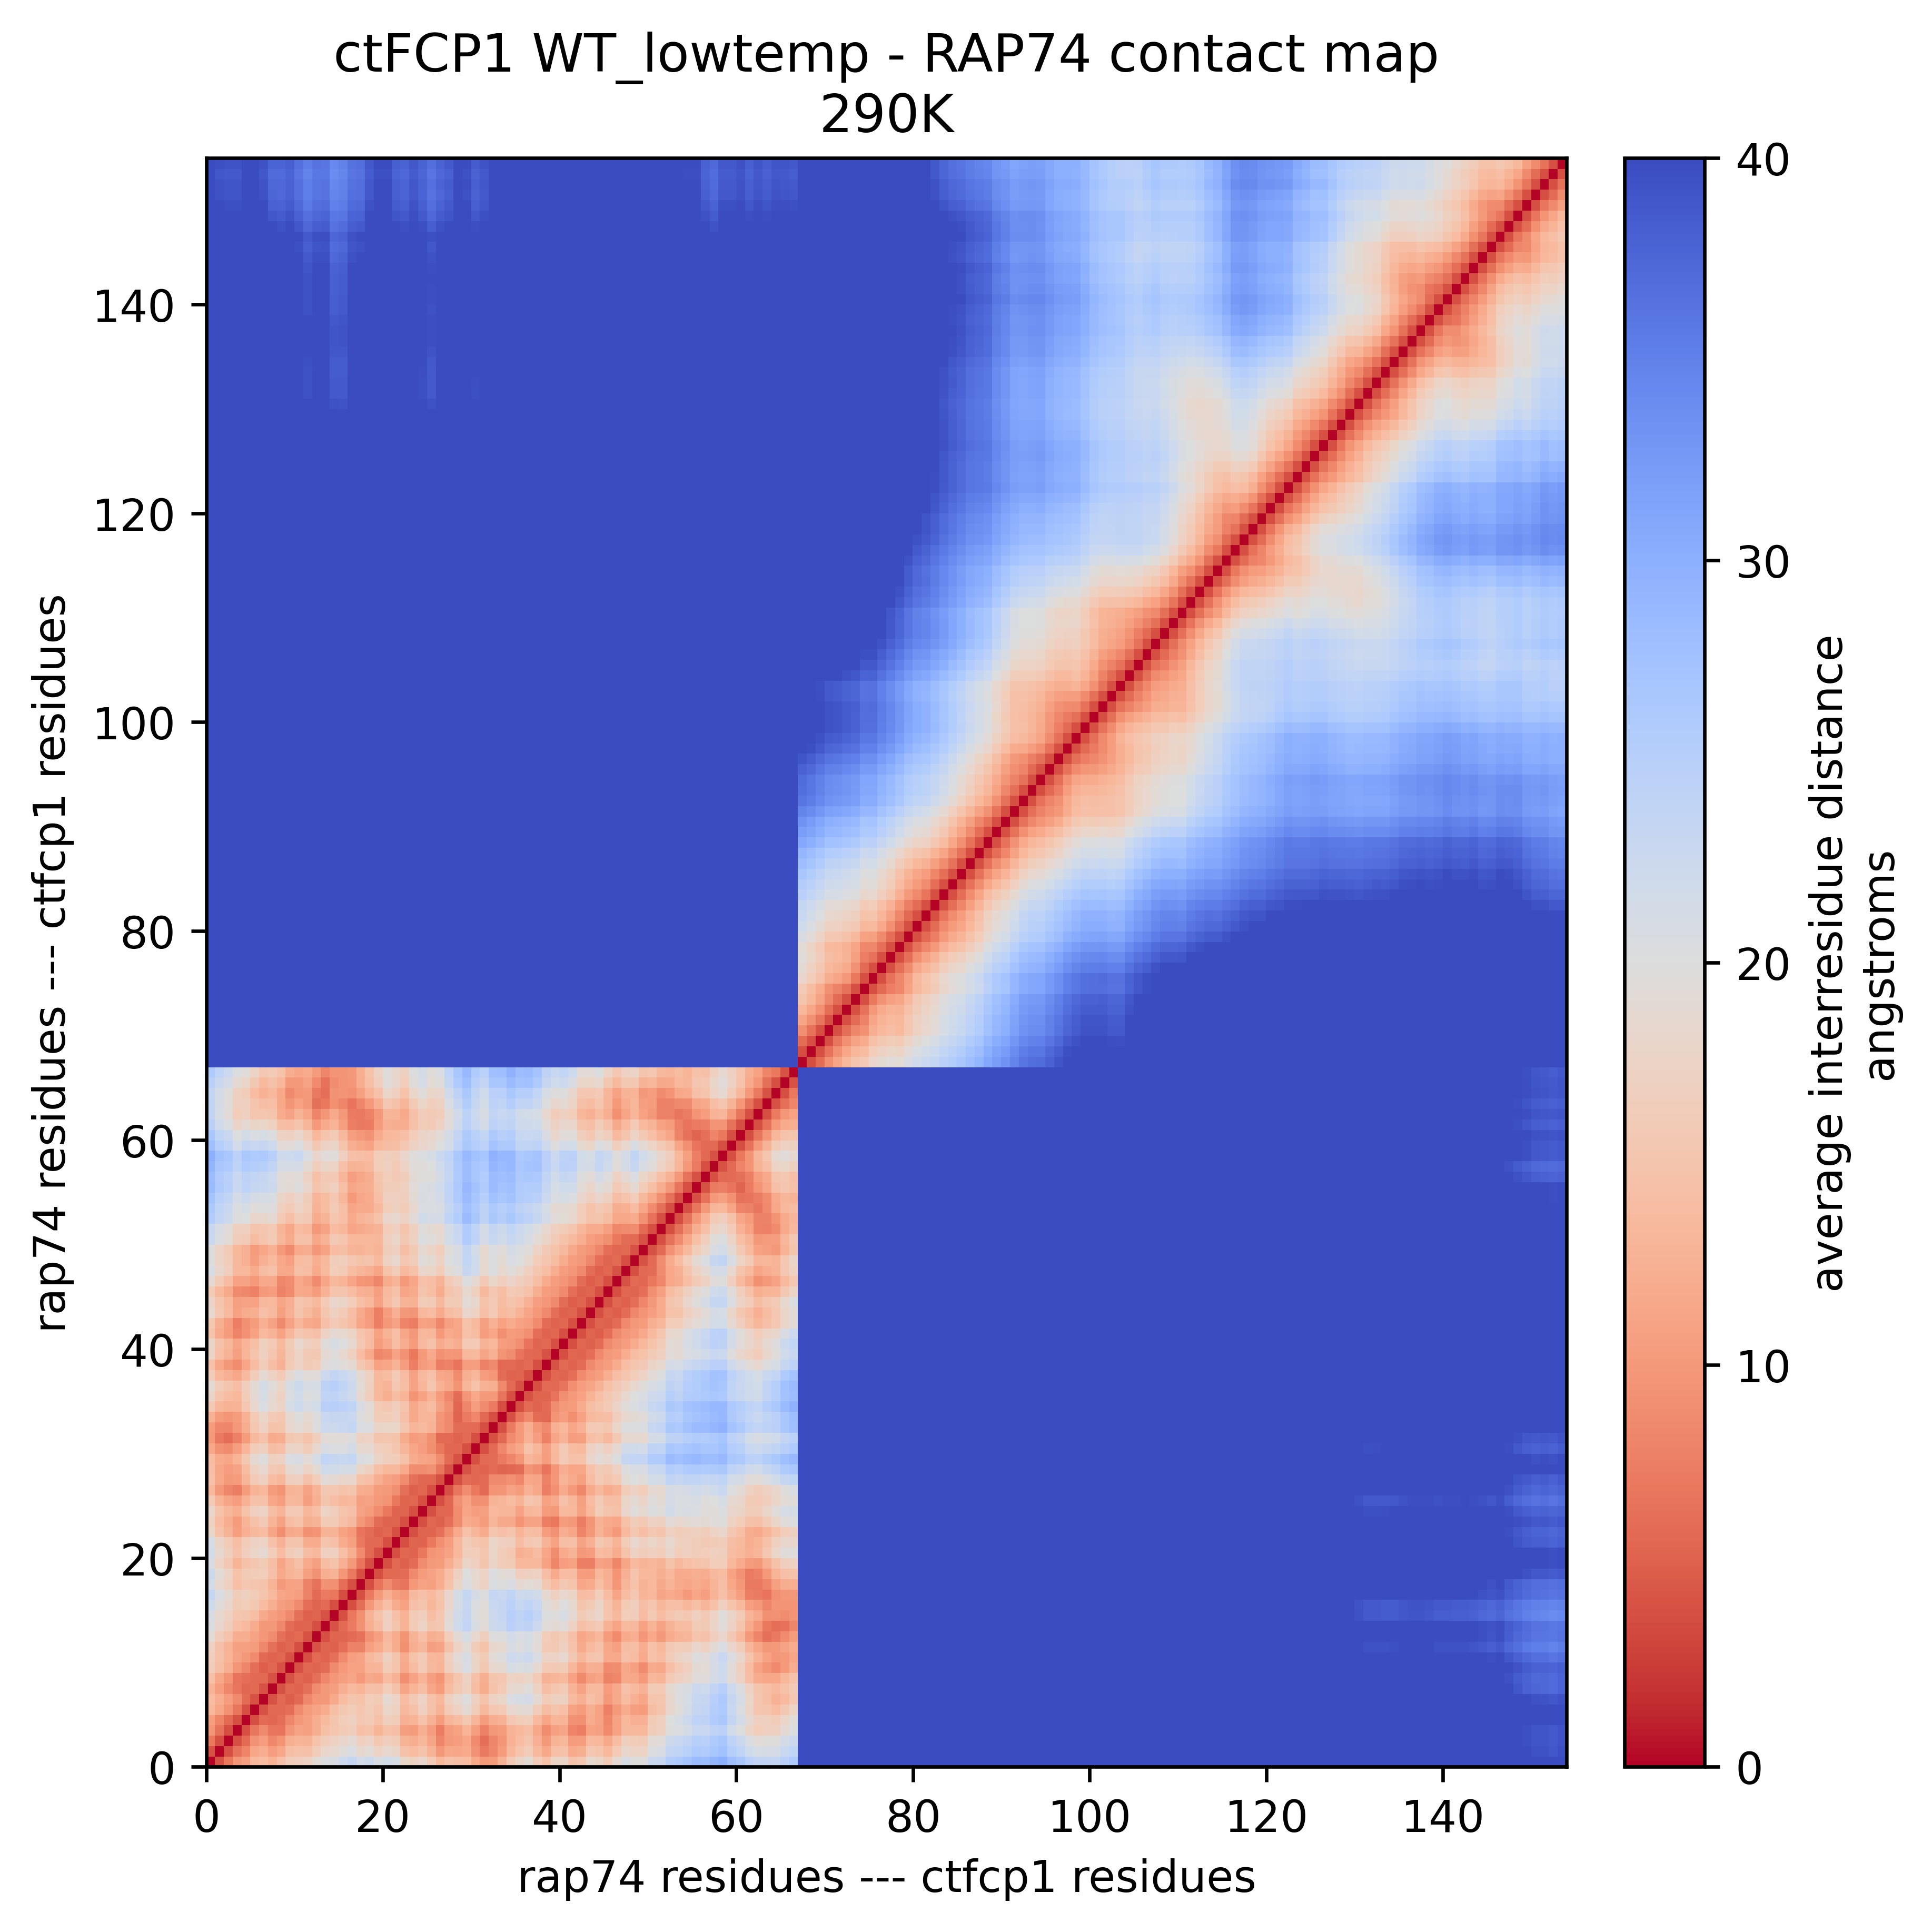 ctFCP1 WT_lowtemp - RAP74 contact map
290K
rap74 residues --- ctfcp1 residues
140
120
100
80
60
40
20
0
0 20 40 60 80 100 120 140
rap74 residues --- ctfcp1 residues
40
30
20
10
0
average interresidue distance
angstroms